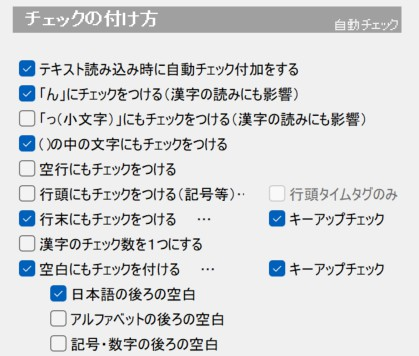 チェックの付け方
自動チェック
テキスト読み込み時に自動チェック付加をする
「ん」にチェックをつける(漢字の読みにも影響)
「っ(小文字)」にもチェックをつける(漢字の読みにも影響)
()の中の文字にもチェックをつける
空行にもチェックをつける
行頭にもチェックをつける(記号等)‥ 行頭タイムタグのみ
行末にもチェックをつける … キーアップチェック
漢字のチェック数を1つにする
空白にもチェックを付ける … キーアップチェック
日本語の後ろの空白
アルファベットの後ろの空白
記号・数字の後ろの空白